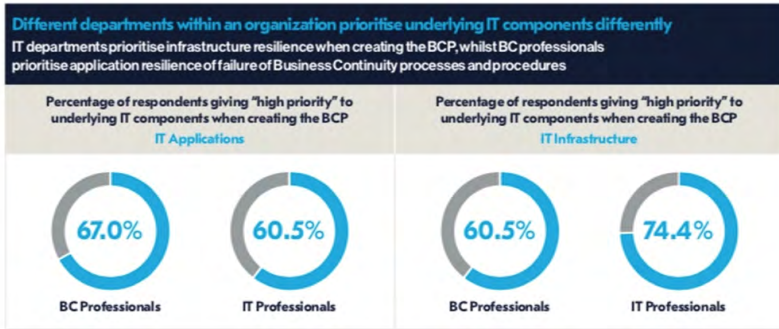 Different departments within an organization prioritise underlying IT components differently
IT departments prioritise infrastructure resilience when creating the BCP, whilst BC professionals
prioritise application resilience of failure of Business Continuity processes and procedures
Percentage of respondents giving “high priority” to
underlying IT components when creating the BCP
IT Applications
Percentage of respondents giving “high priority” to
underlying IT components when creating the BCP
IT Infrastructure
67.0%
60.5%
60.5%
74.4%
BC Professionals
IT Professionals
BC Professionals
IT Professionals